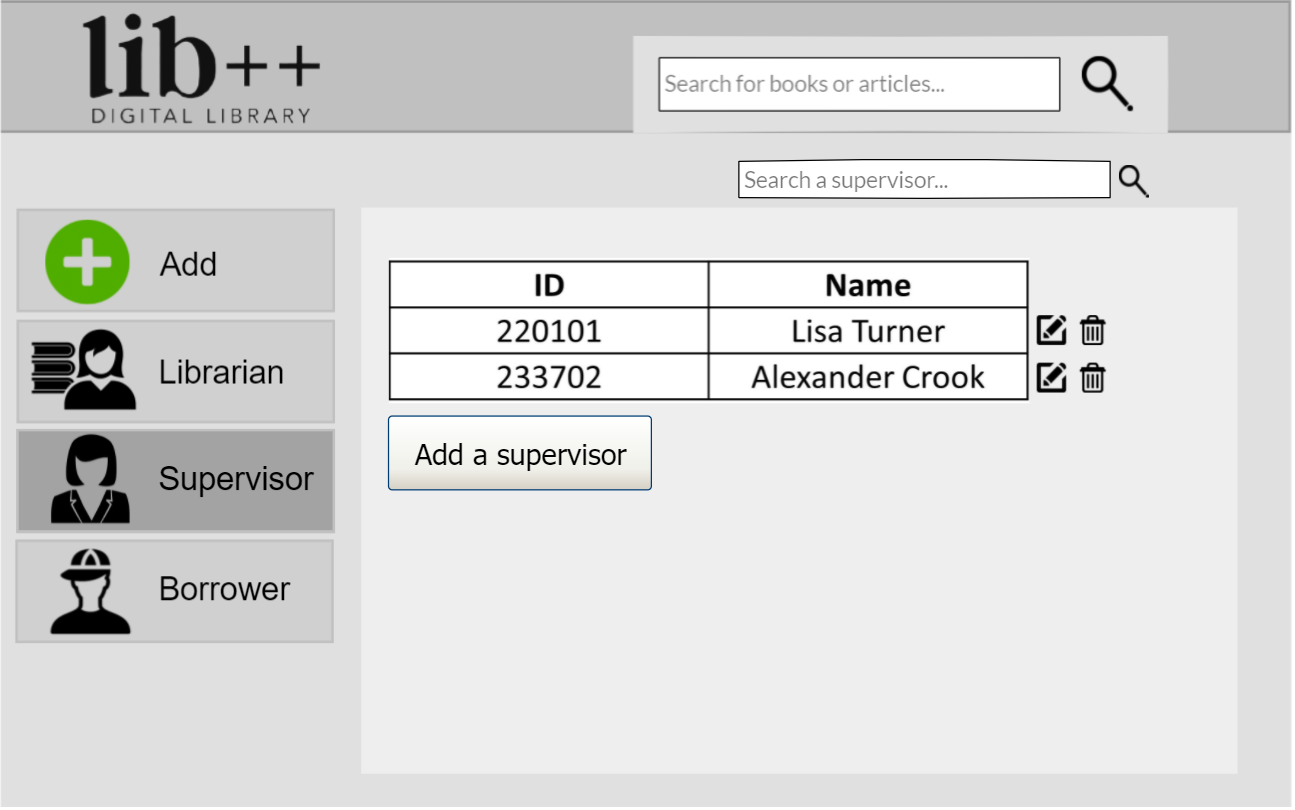 lib++
DIGITAL LIBRARY
Search for books or articles...
Search a supervisor...
Add
Librarian
Supervisor
Borrower
ID Name
220101 Lisa Turner
233702 Alexander Crook
Add a supervisor